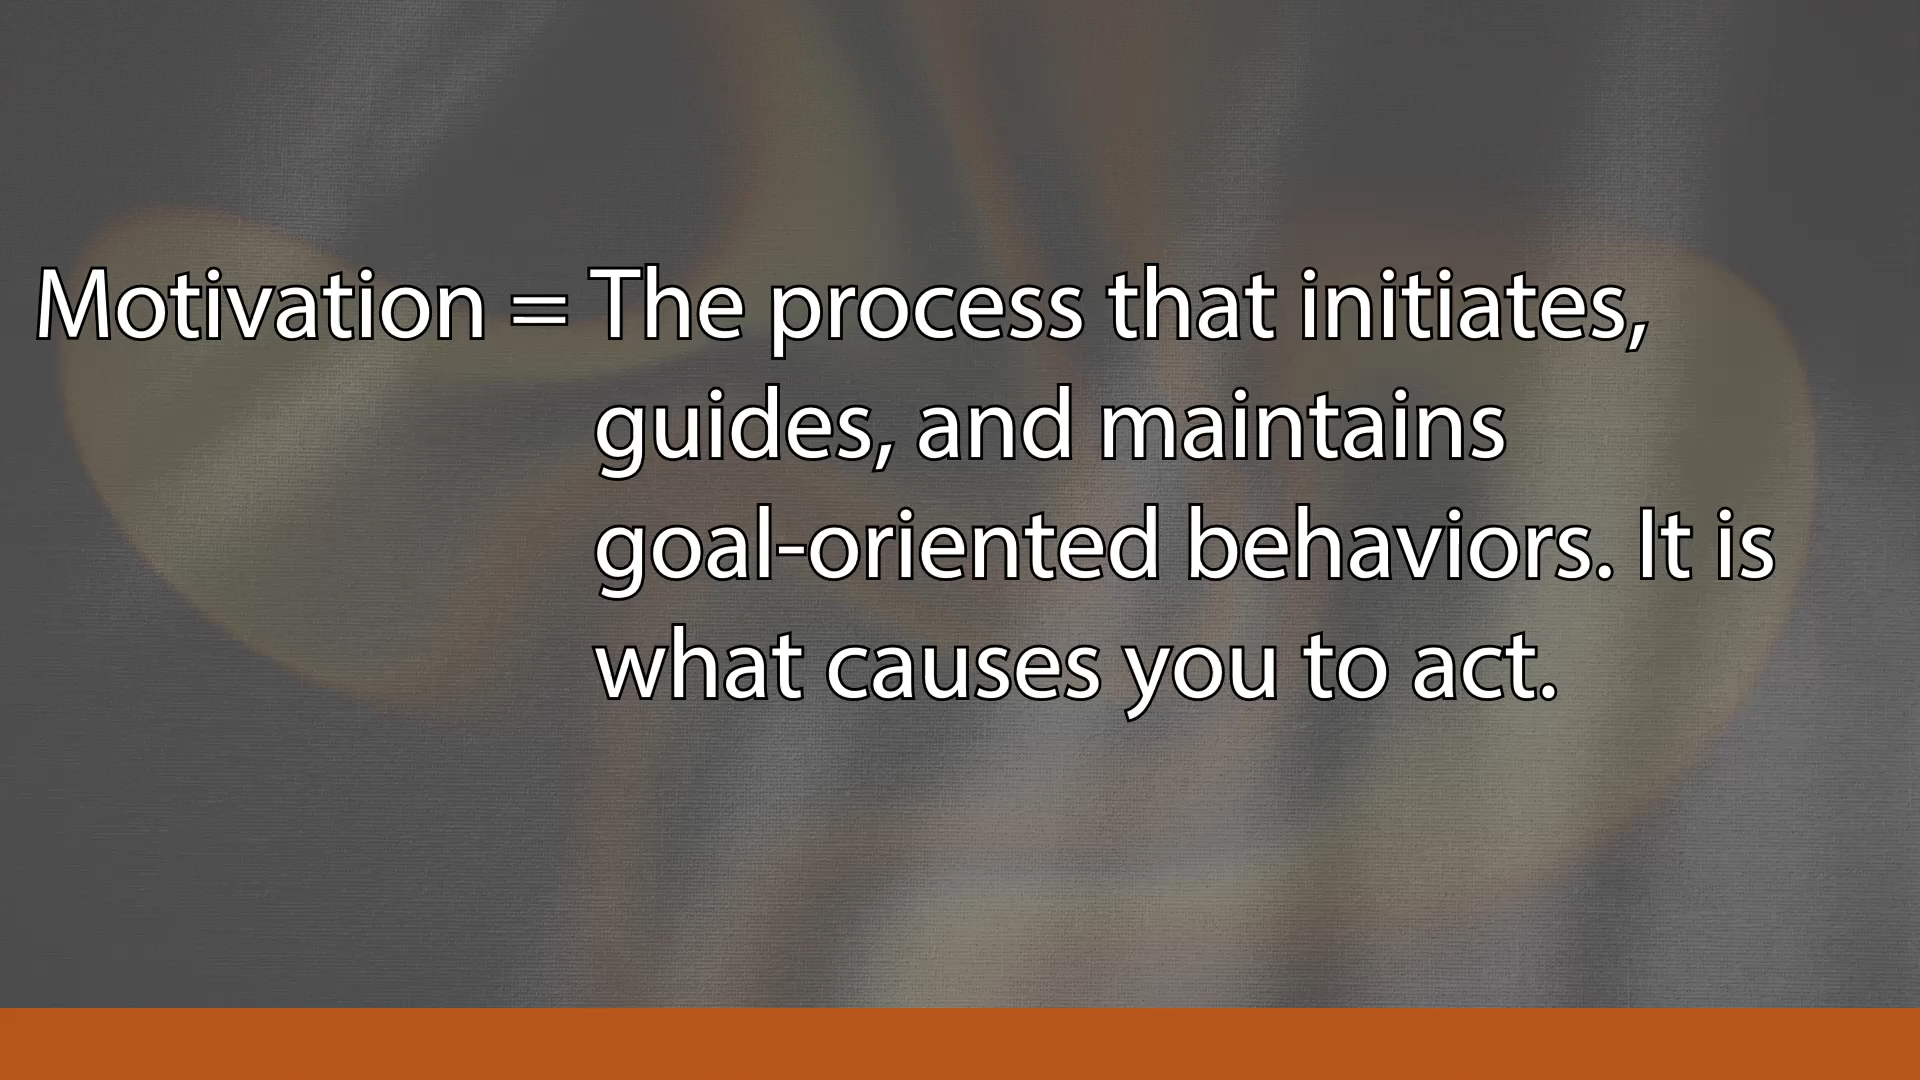 Motivation = The process that initiates,
guides, and maintains
goal-oriented behaviors. It is
what causes you to act.